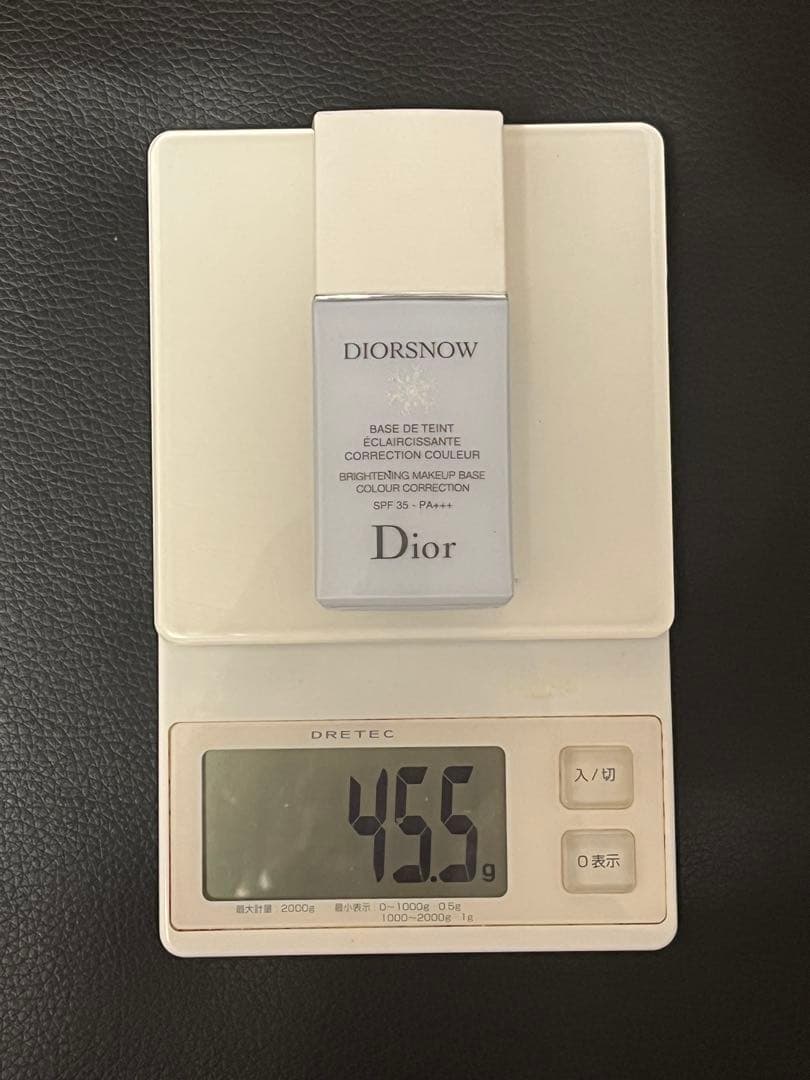 DIORSNOW
BASE DE TEINT
ÉCLAIRCISSANTE
CORRECTION COULEUR
BRIGHTENING MAKEUP BASE
COLOUR CORRECTION
SPF 35 - PA+++
Dior
DRETEC
45.5g
入/切
0表示
最大計量:2000g 最小表示:0~1000g:0.5g
1000~2000g:1g